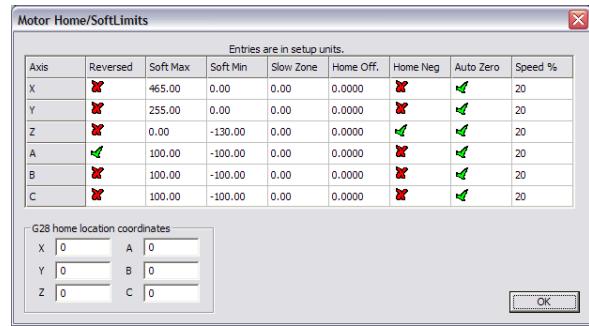 Motor Home/SoftLimits
Entries are in setup units.
Axis Reversed Soft Max Soft Min Slow Zone Home Off. Home Neg Auto Zero Speed %
X 465.00 0.00 0.00 0.0000 20
Y 255.00 0.00 0.00 0.0000 20
Z 0.00 -130.00 0.00 0.0000 20
A 100.00 -100.00 0.00 0.0000 20
B 100.00 -100.00 0.00 0.0000 20
C 100.00 -100.00 0.00 0.0000 20
G28 home location coordinates
X 0 A 0
Y 0 B 0
Z 0 C 0
OK